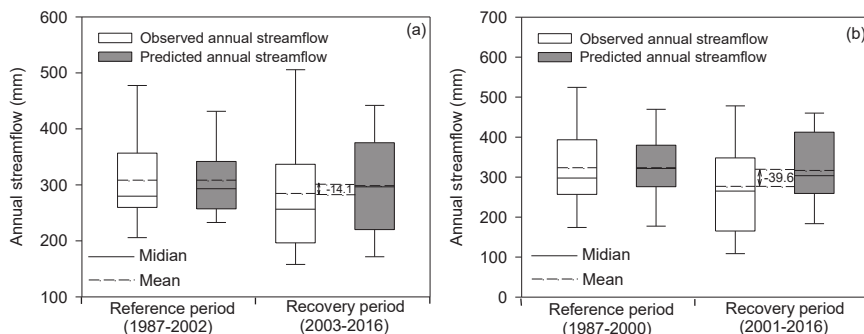 600
500
400
300
200
100
Annual streamflow (mm)
(a)
Observed annual streamflow
Predicted annual streamflow
-14.1
Midian
Mean
Reference period
(1987-2002)
Recovery period
(2003-2016)
700
600
500
400
300
200
100
0
Annual streamflow (mm)
(b)
Observed annual streamflow
Predicted annual streamflow
-39.6
Midian
Mean
Reference period
(1987-2000)
Recovery period
(2001-2016)